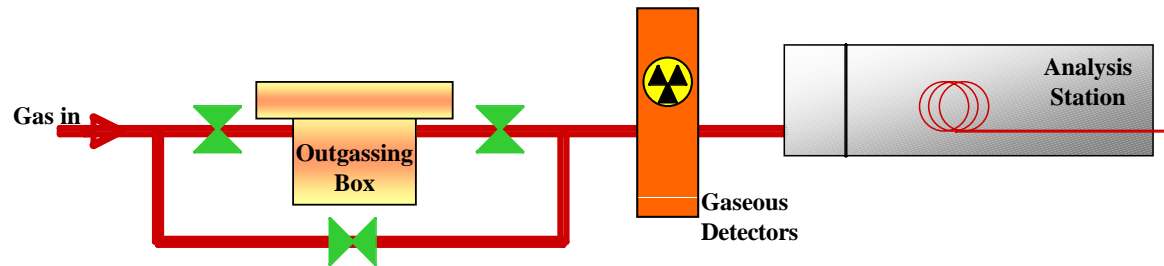 Gas in
Outgassing
Box
Gaseous
Detectors
Analysis
Station